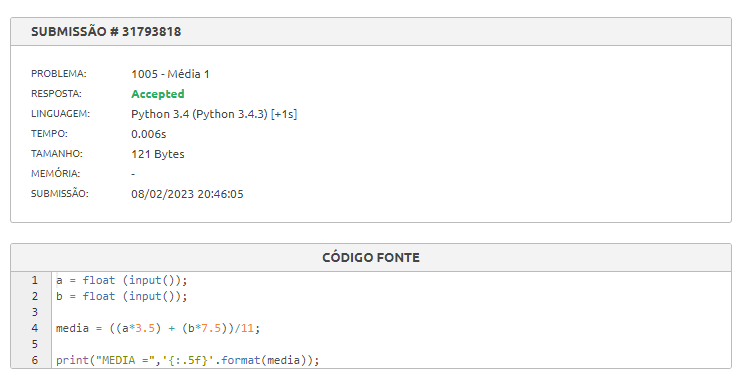 SUBMISSÃO # 31793818
PROBLEMA: 1005 - Média 1
RESPOSTA: Accepted
LINGUAGEM: Python 3.4 (Python 3.4.3) [+1s]
TEMPO: 0.006s
TAMANHO: 121 Bytes
MEMÓRIA: -
SUBMISSÃO: 08/02/2023 20:46:05
CÓDIGO FONTE
1 a = float (input());
2 b = float (input());
3
4 media = ((a*3.5) + (b*7.5))/11;
5
6 print("MEDIA =",'{:.5f}'.format(media));